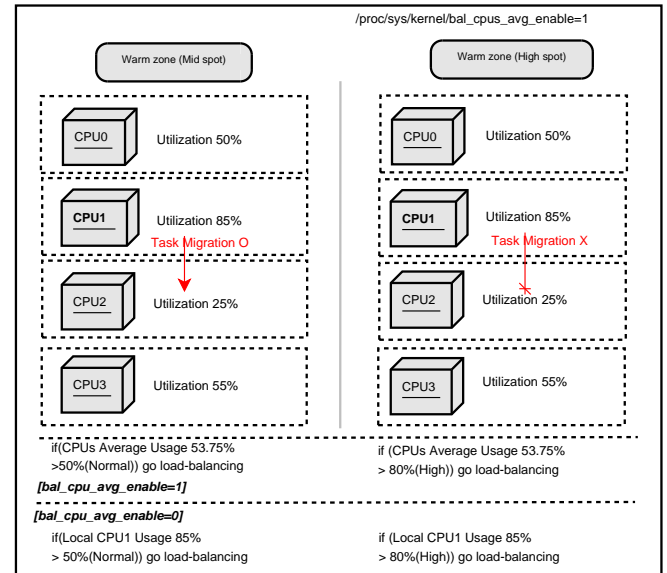 /proc/sys/kernel/bal_cpus_avg_enable=1
Warm zone (Mid spot)
CPU0
Utilization 50%
CPU1
Utilization 85%
Task Migration O
CPU2
Utilization 25%
CPU3
Utilization 55%
if(CPUs Average Usage 53.75%
>50%(Normal)) go load-balancing
[bal_cpu_avg_enable=1]
[bal_cpu_avg_enable=0]
if(Local CPU1 Usage 85%
> 50%(Normal)) go load-balancing
Warm zone (High spot)
CPU0
Utilization 50%
CPU1
Utilization 85%
Task Migration X
CPU2
Utilization 25%
CPU3
Utilization 55%
if (CPUs Average Usage 53.75%
> 80%(High)) go load-balancing
if (Local CPU1 Usage 85%
> 80%(High)) go load-balancing